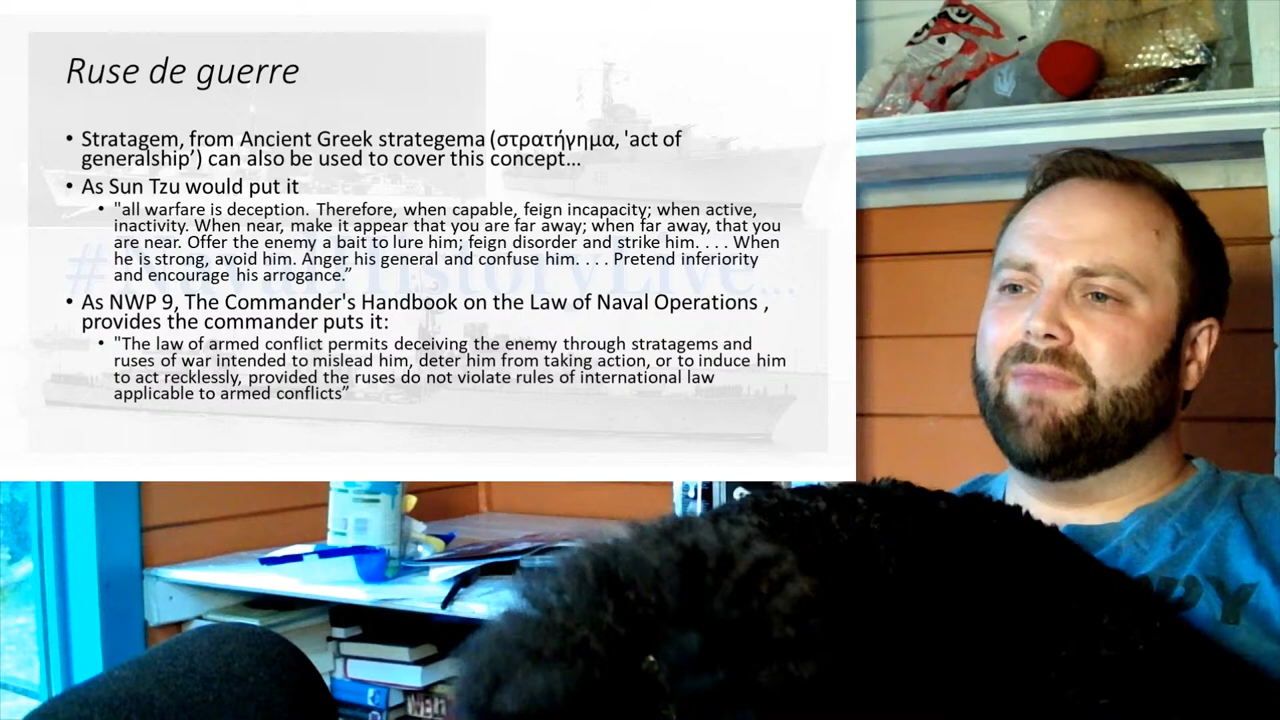 Ruse de guerre
• Stratagem, from Ancient Greek strategema (στρατήγημα, 'act of
generalship’) can also be used to cover this concept…
• As Sun Tzu would put it
• "all warfare is deception. Therefore, when capable, feign incapacity; when active,
inactivity. When near, make it appear that you are far away; when far away, that you
are near. Offer the enemy a bait to lure him; feign disorder and strike him. . . . When
he is strong, avoid him. Anger his general and confuse him. . . . Pretend inferiority
and encourage his arrogance.”
• As NWP 9, The Commander's Handbook on the Law of Naval Operations ,
provides the commander puts it:
• "The law of armed conflict permits deceiving the enemy through stratagems and
ruses of war intended to mislead him, deter him from taking action, or to induce him
to act recklessly, provided the ruses do not violate rules of international law
applicable to armed conflicts”